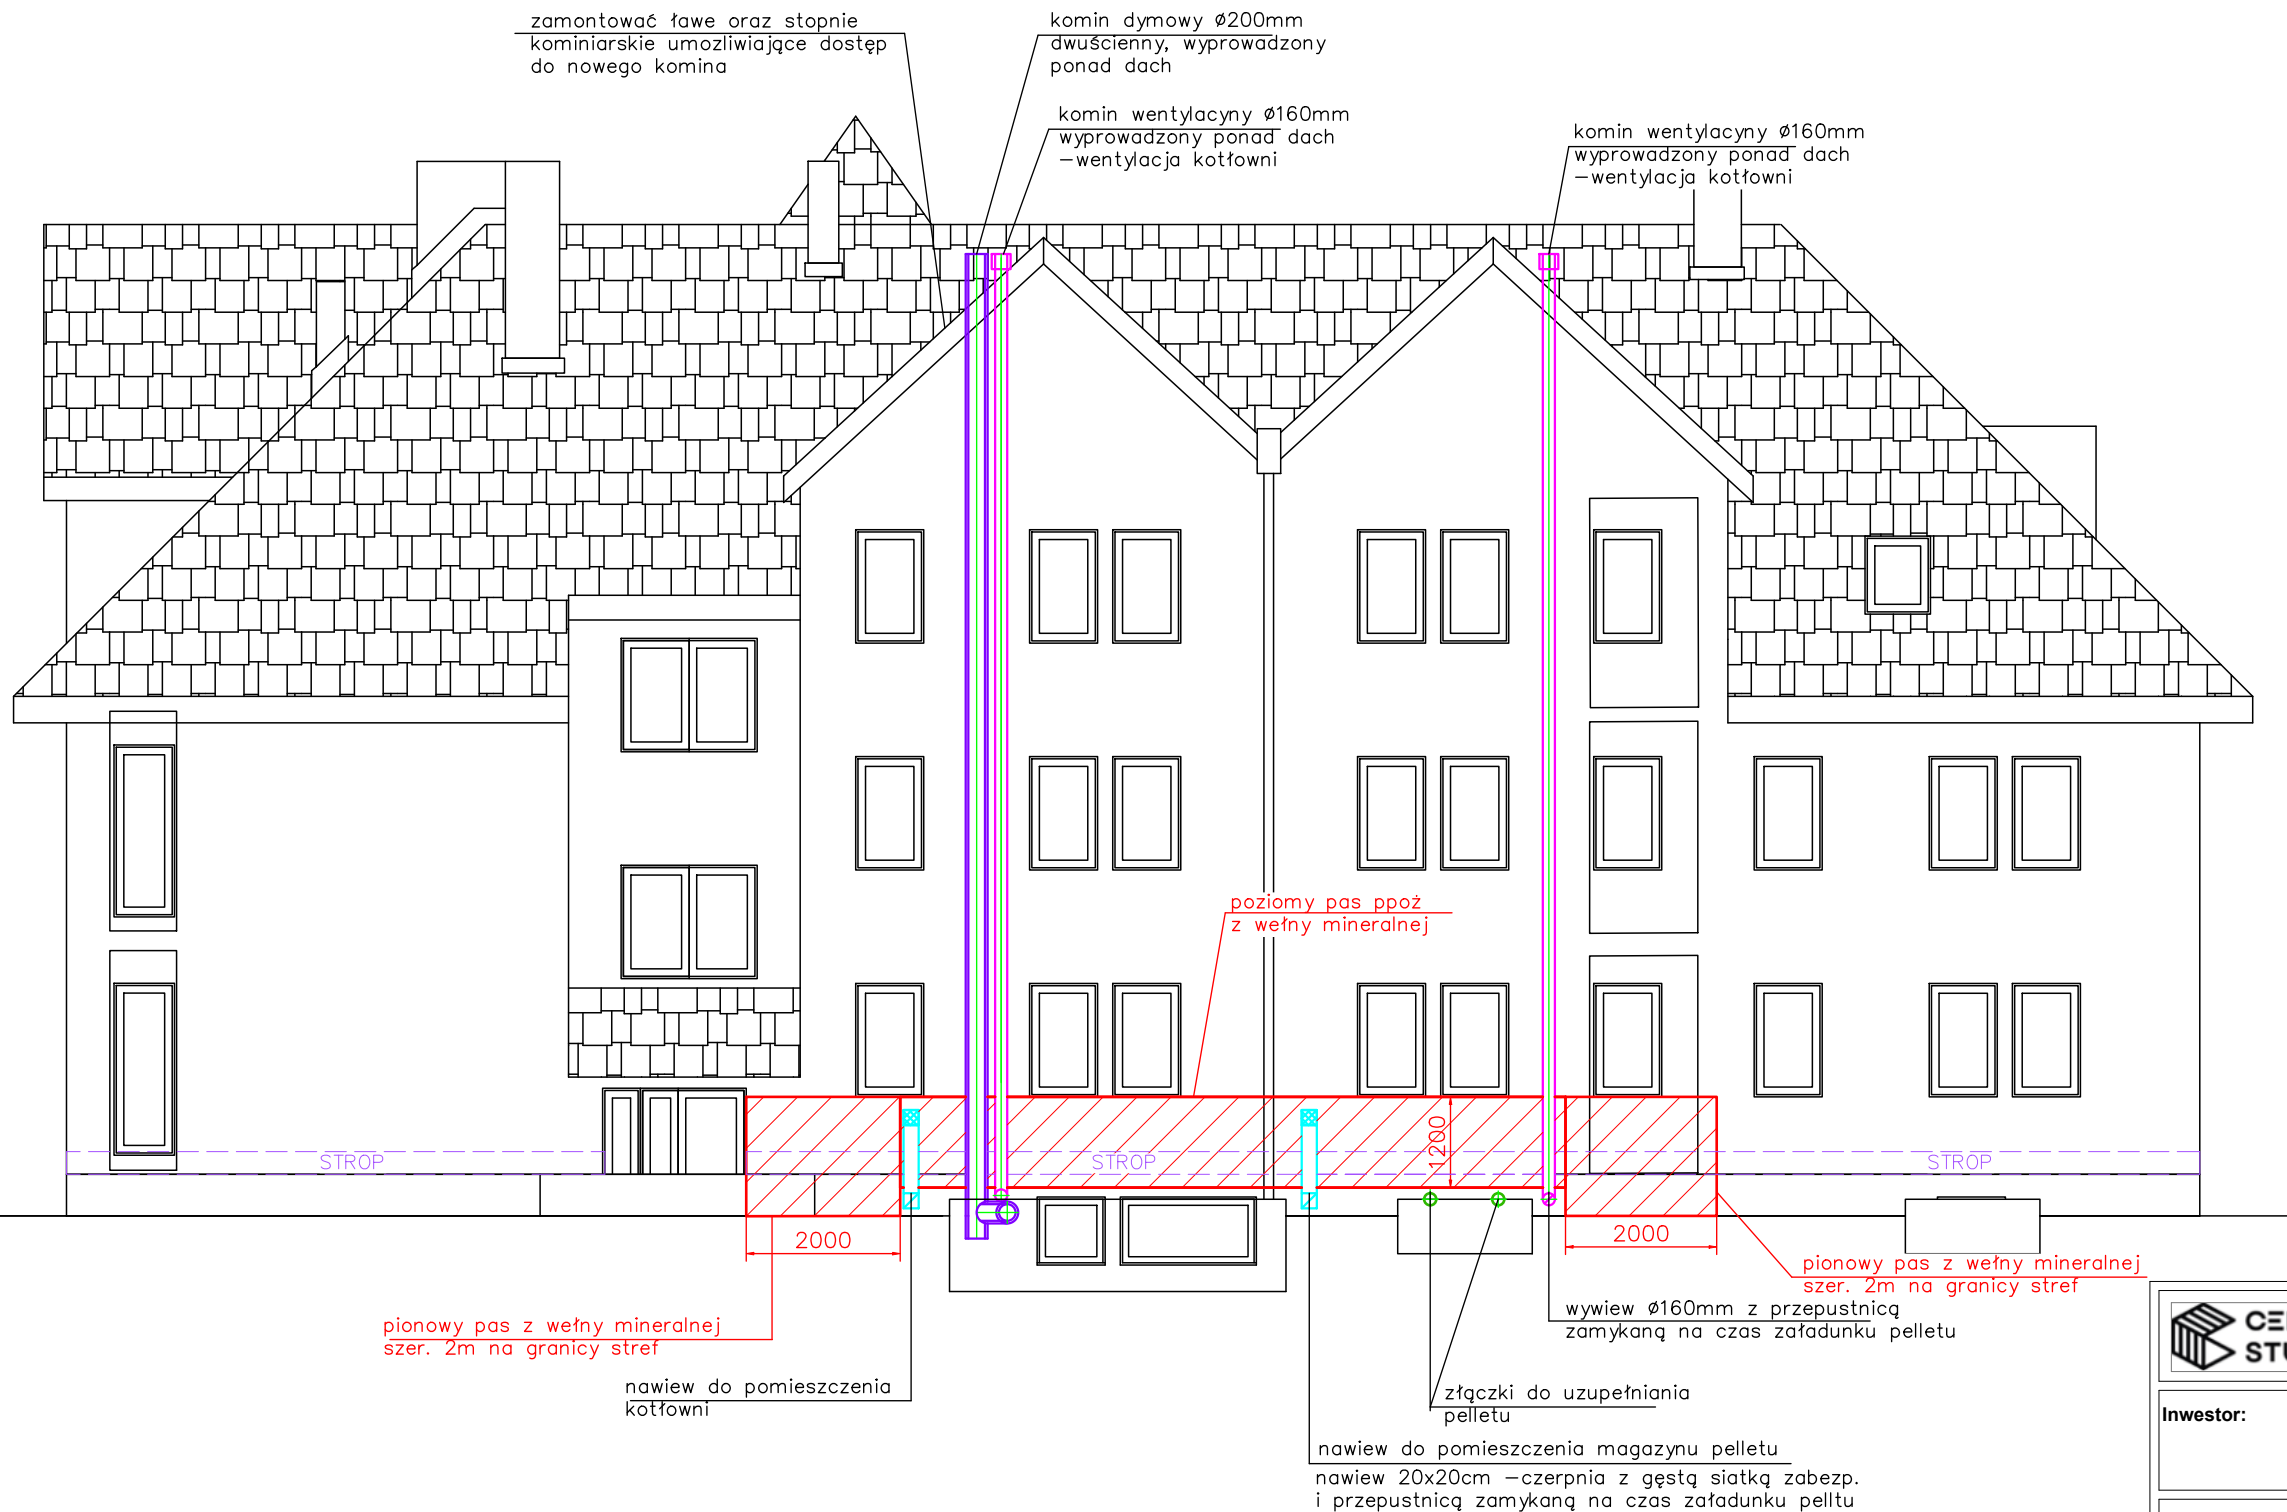 zamontować ławe oraz stopnie
kominiarskie umozliwiające dostęp
do nowego komina
komin dymowy ø200mm
dwuścienny, wyprowadzony
ponad dach
komin wentylacyny ø160mm
wyprowadzony ponad dach
-wentylacja kotłowni
komin wentylacyny ø160mm
wyprowadzony ponad dach
-wentylacja kotłowni
poziomy pas ppoż
z wełny mineralnej
1200
STROP
STROP
STROP
2000
2000
pionowy pas z wełny mineralnej
szer. 2m na granicy stref
wywiew ø160mm z przepustnicą
zamykaną na czas załadunku pelletu
pionowy pas z wełny mineralnej
szer. 2m na granicy stref
nawiew do pomieszczenia
kotłowni
złączki do uzupełniania
pelletu
nawiew do pomieszczenia magazynu pelletu
nawiew 20x20cm -czerpnia z gęstą siatką zabezp.
i przepustnicą zamykaną na czas załadunku pelltu
Inwestor: